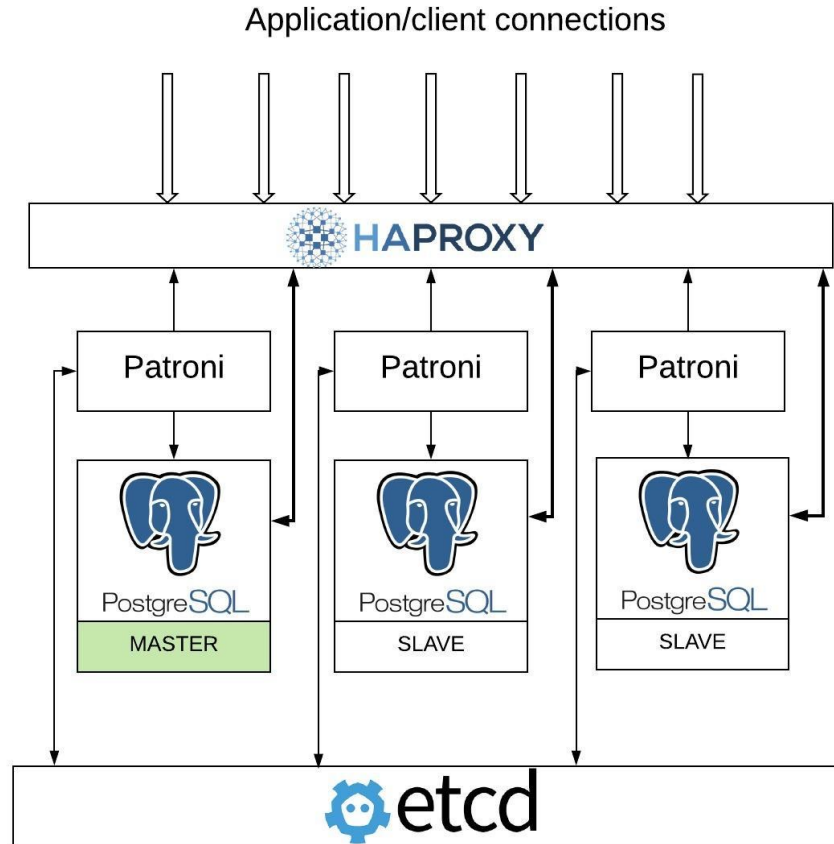 Application/client connections
HAPROXY
Patroni
Patroni
Patroni
PostgreSQL
PostgreSQL
PostgreSQL
MASTER
SLAVE
SLAVE
etcd